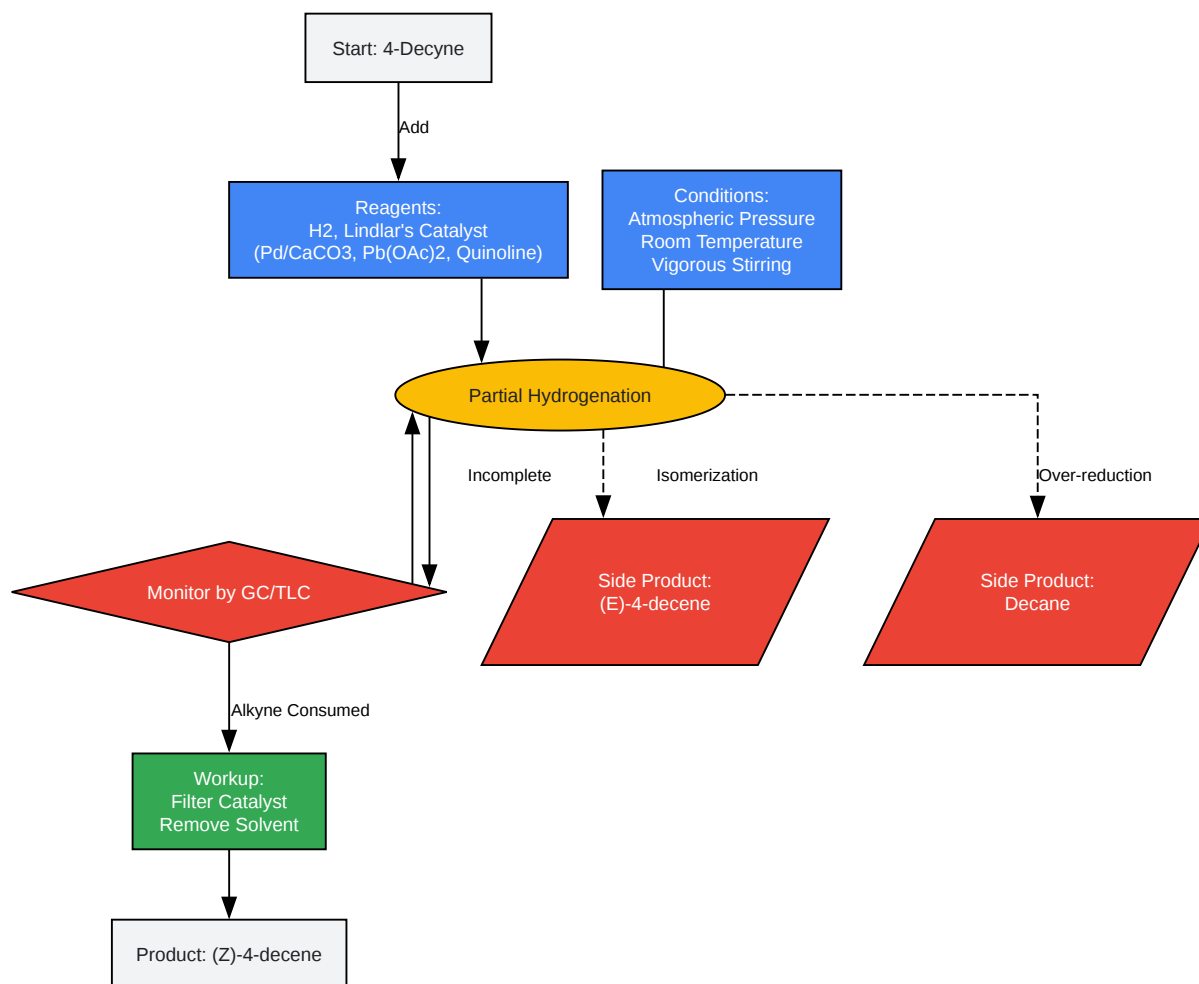 Start: 4-Decyne
Add
Reagents:
H2, Lindlar's Catalyst
(Pd/CaCO3, Pb(OAc)2, Quinoline)
Conditions:
Atmospheric Pressure
Room Temperature
Vigorous Stirring
Partial Hydrogenation
Incomplete
Isomerization
Over-reduction
Monitor by GC/TLC
Side Product:
(E)-4-decene
Side Product:
Decane
Alkyne Consumed
Workup:
Filter Catalyst
Remove Solvent
Product: (Z)-4-decene